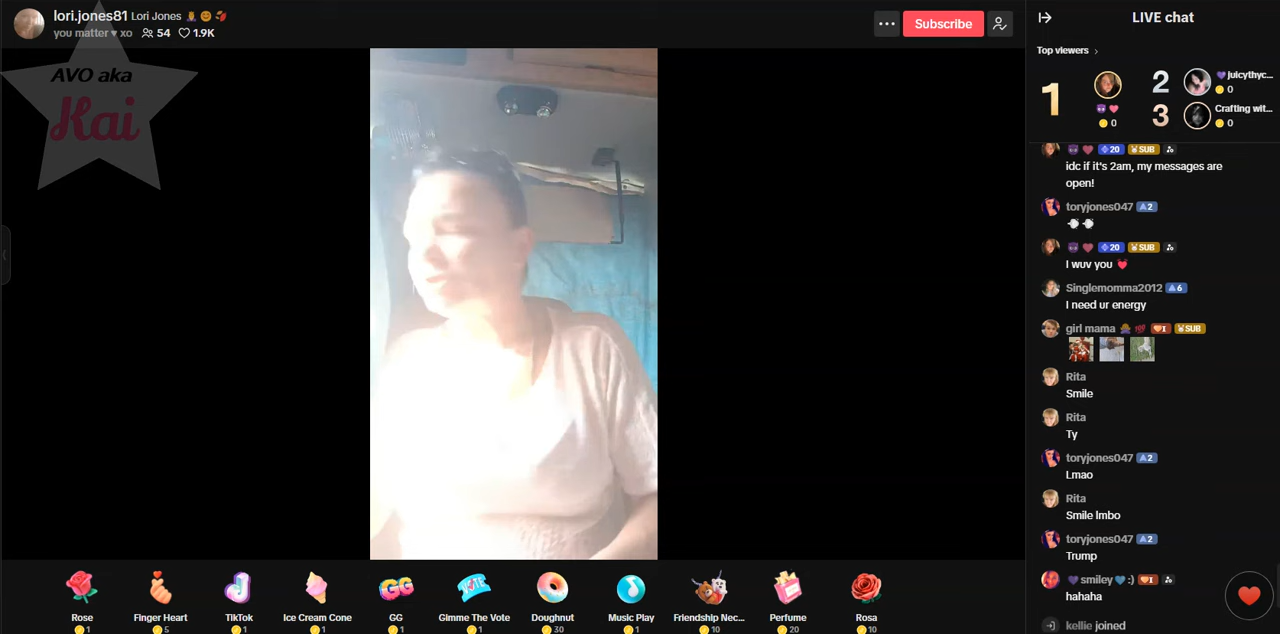 lori.jones81 Lori Jones
you matter ♥ xo 54 1.9K
Subscribe
AVO aka
Kai
LIVE chat
Top viewers
1
0
2
juicythyc...
0
3
Crafting wit...
0
20 SUB
idc if it's 2am, my messages are
open!
toryjones047 2
20 SUB
I wuv you
Singlemomma2012 6
I need ur energy
girl mama 💯 I SUB
Rita
Smile
Rita
Ty
toryjones047 2
Lmao
Rita
Smile lmbo
toryjones047 2
Trump
smiley :) I
hahaha
kellie joined
GG
VOTE
Rose
Finger Heart
TikTok
Ice Cream Cone
GG
Gimme The Vote
Doughnut
Music Play
Friendship Nec...
Perfume
Rosa
1
5
1
1
1
1
30
1
10
20
10